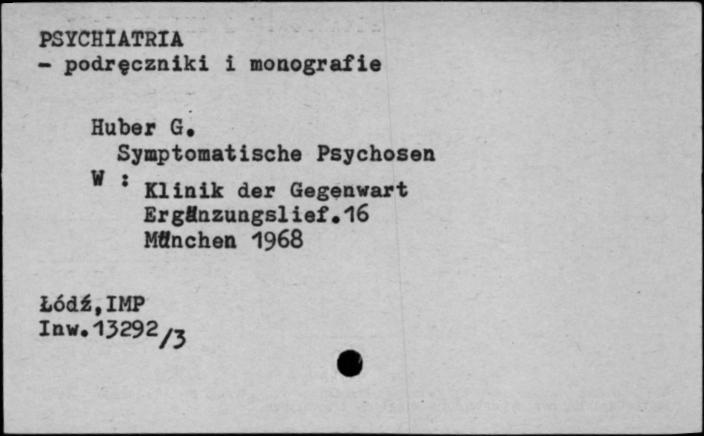 PSYCHIATRIA
- podręczniki i monografie
Huber G.
Symptomatische Psychosen
W :
Klinik der Gegenwart
Ergänzungslief.16
München 1968
Łódź,IMP
Inw.13292/3